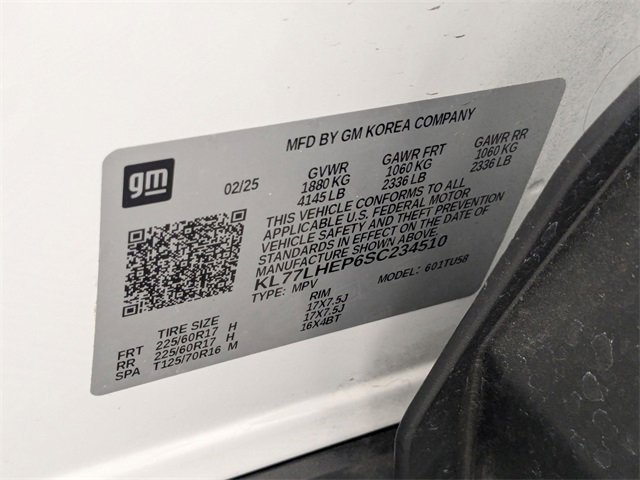 MFD BY GM KOREA COMPANY
gm
02/25
GVWR GAWR FRT GAWR RR
1880 KG 1060 KG 1060 KG
4145 LB 2336 LB 2336 LB
THIS VEHICLE CONFORMS TO ALL
APPLICABLE U.S. FEDERAL MOTOR
VEHICLE SAFETY AND THEFT PREVENTION
STANDARDS IN EFFECT ON THE DATE OF
MANUFACTURE SHOWN ABOVE.
KL77LHEP6SC234510
TYPE: MPV MODEL: 601TU58
TIRE SIZE RIM
FRT 225/60R17 H 17X7.5J
RR 225/60R17 H 17X7.5J
SPA T125/70R16 M 16X4BT